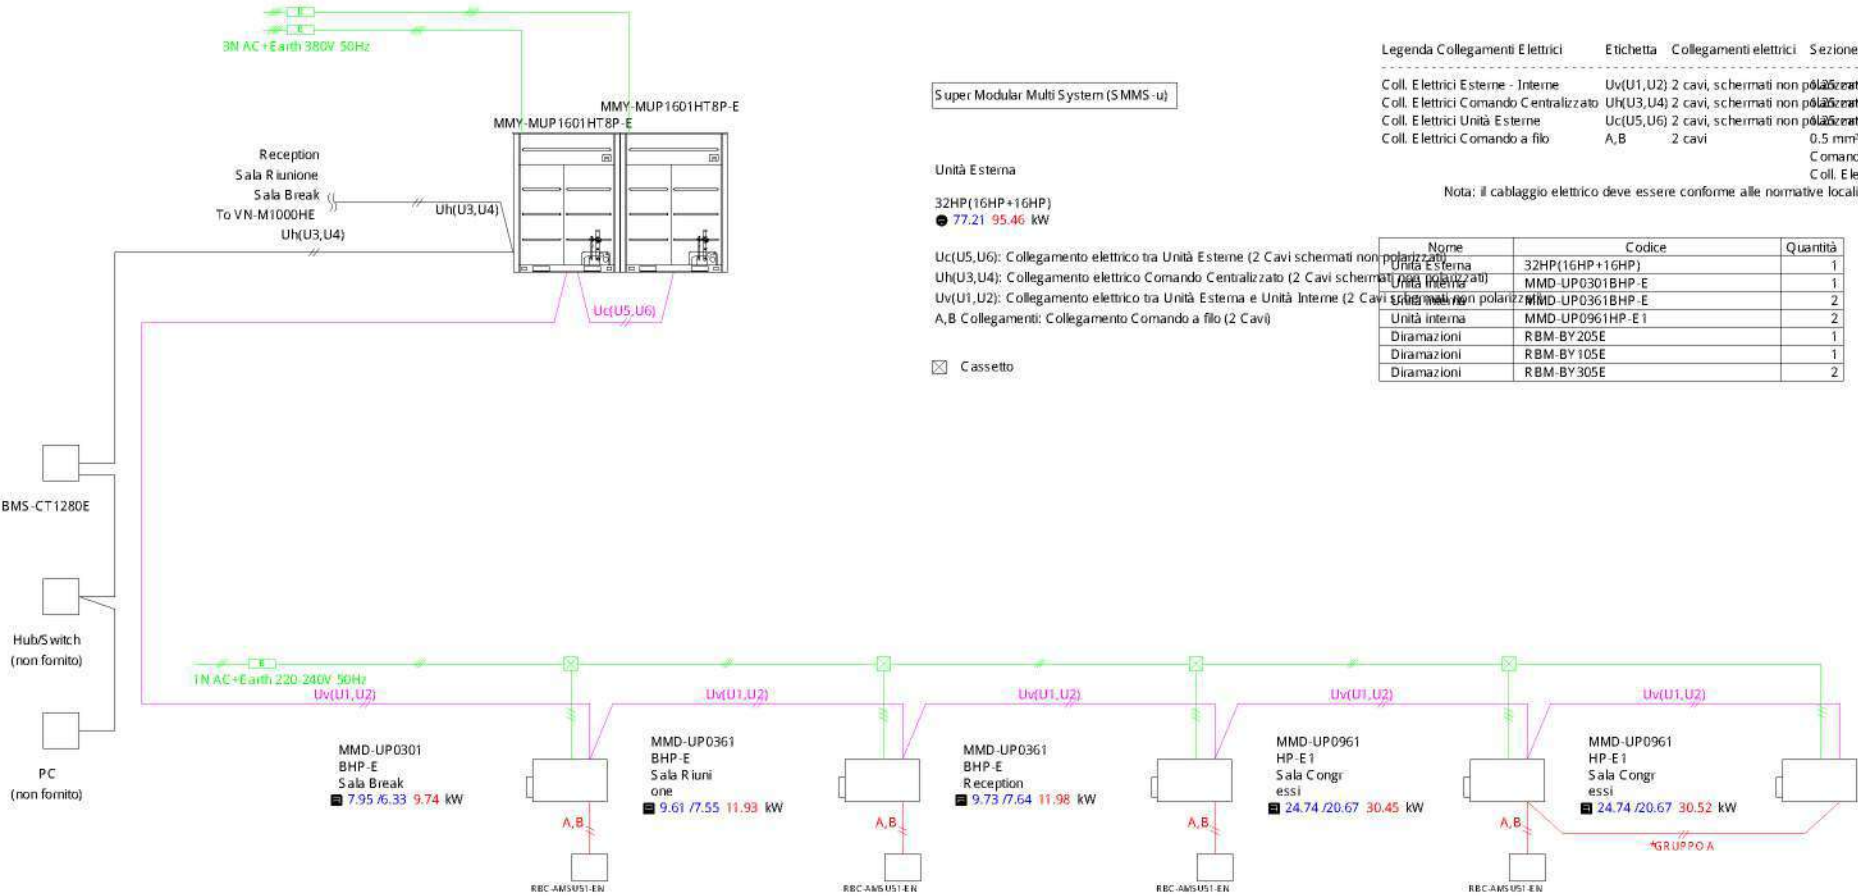 3N AC+Earth 380V 50Hz
MMY-MUP1601HT8P-E
MMY-MUP1601HT8P-E
Reception
Sala Riunione
Sala Break
To VN-M1000HE
Uh(U3,U4)
Uh(U3,U4)
Uc(U5,U6)
BMS-CT1280E
Hub/Switch
(non fornito)
PC
(non fornito)
Super Modular Multi System (SMMS-u)
Unità Esterna
32HP(16HP+16HP)
77.21 95.46 kW
Uc(U5,U6): Collegamento elettrico tra Unità Esterne (2 Cavi schermati non polarizzati)
Uh(U3,U4): Collegamento elettrico Comando Centralizzato (2 Cavi schermati non polarizzati)
Uv(U1,U2): Collegamento elettrico tra Unità Esterna e Unità Interne (2 Cavi schermati non polarizzati)
A,B Collegamenti: Collegamento Comando a filo (2 Cavi)
Cassetto
Legenda Collegamenti Elettrici Etichetta Collegamenti elettrici Sezione
Coll. Elettrici Esterne - Interne Uv(U1,U2) 2 cavi, schermati non
Coll. Elettrici Comando Centralizzato Uh(U3,U4) 2 cavi, schermati non
Coll. Elettrici Unità Esterne Uc(U5,U6) 2 cavi, schermati non
Coll. Elettrici Comando a filo A,B 2 cavi 0.5 mm²
Comand
Coll. Ele
Nota: il cablaggio elettrico deve essere conforme alle normative locali
Nome Codice Quantità
Unità Esterna 32HP(16HP+16HP) 1
Unità interna MMD-UP0301BHP-E 1
Unità interna MMD-UP0361BHP-E 2
Unità interna MMD-UP0961HP-E1 2
Diramazioni RBM-BY205E 1
Diramazioni RBM-BY105E 1
Diramazioni RBM-BY305E 2
1N AC+Earth 220-240V 50Hz
Uv(U1,U2)
Uv(U1,U2)
Uv(U1,U2)
Uv(U1,U2)
Uv(U1,U2)
MMD-UP0301
BHP-E
Sala Break
7.95 /6.33 9.74 kW
MMD-UP0361
BHP-E
Sala Riuni
one
9.61 /7.55 11.93 kW
MMD-UP0361
BHP-E
Reception
9.73 /7.64 11.98 kW
MMD-UP0961
HP-E1
Sala Congr
essi
24.74 /20.67 30.45 kW
MMD-UP0961
HP-E1
Sala Congr
essi
24.74 /20.67 30.52 kW
A,B
A,B
A,B
A,B
*GRUPPO A
RBC-AMSU51-EN
RBC-AMSU51-EN
RBC-AMSU51-EN
RBC-AMSU51-EN